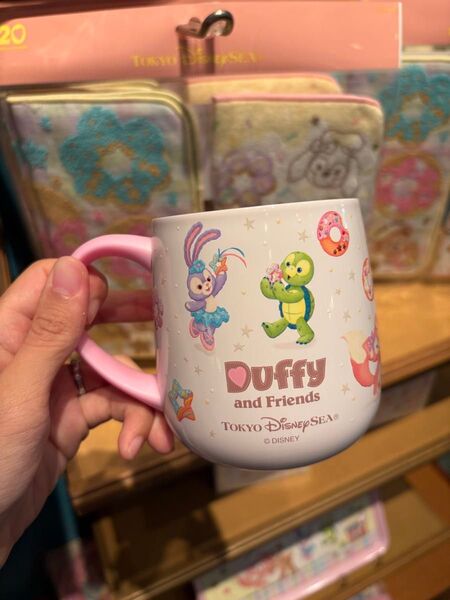 20
TOKYO DISNEYSEA
Duffy
and Friends
TOKYO DISNEYSEA®
© DISNEY